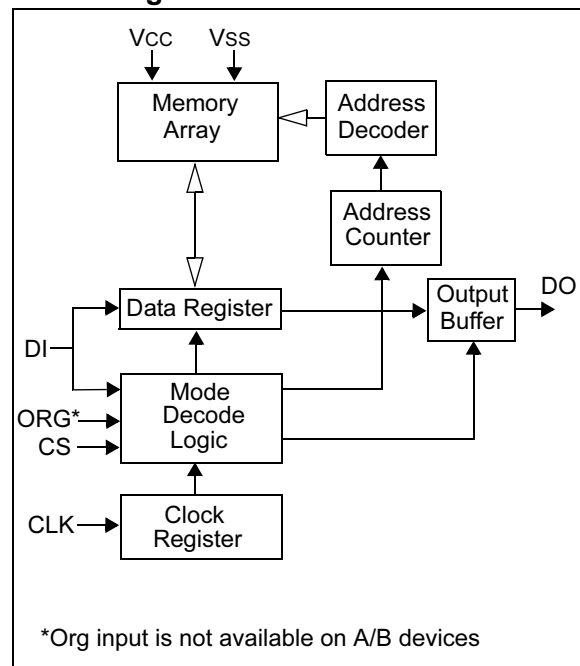 VCC VSS
Memory
Array
Address
Decoder
Address
Counter
Data Register
Output
Buffer
DO
DI
Mode
Decode
Logic
ORG*
CS
CLK
Clock
Register
*Org input is not available on A/B devices